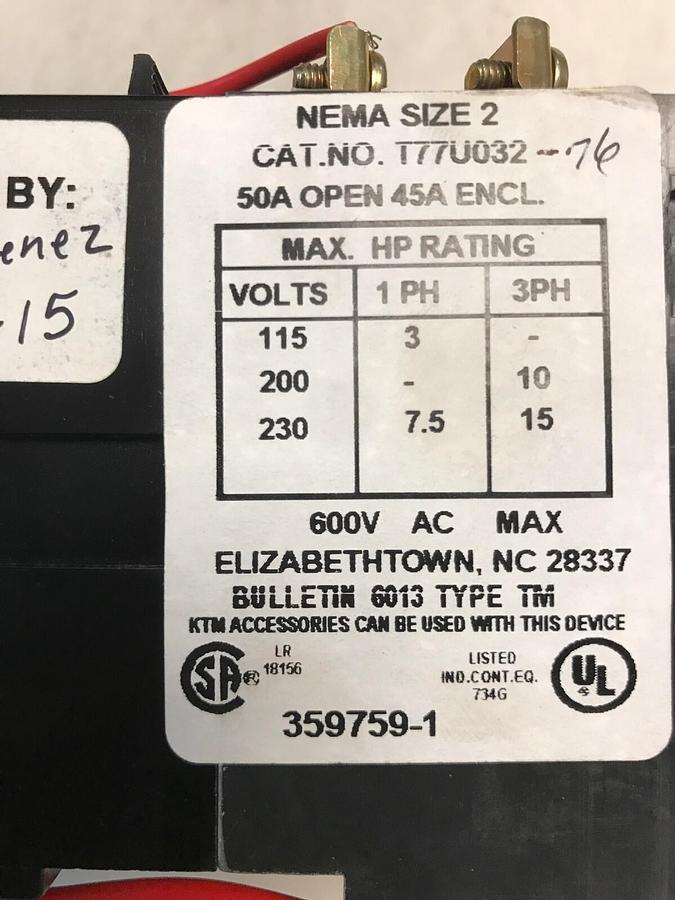 BY:
enez
-15
NEMA SIZE 2
CAT.NO. T77U032-76
50A OPEN 45A ENCL.
MAX. HP RATING
VOLTS 1 PH 3PH
115 3 -
200 - 10
230 7.5 15
600V AC MAX
ELIZABETHTOWN, NC 28337
BULLETIN 6013 TYPE TM
KTM ACCESSORIES CAN BE USED WITH THIS DEVICE
SA ® LR
18156
LISTED
IND.CONT.EQ.
734G
UL
359759-1